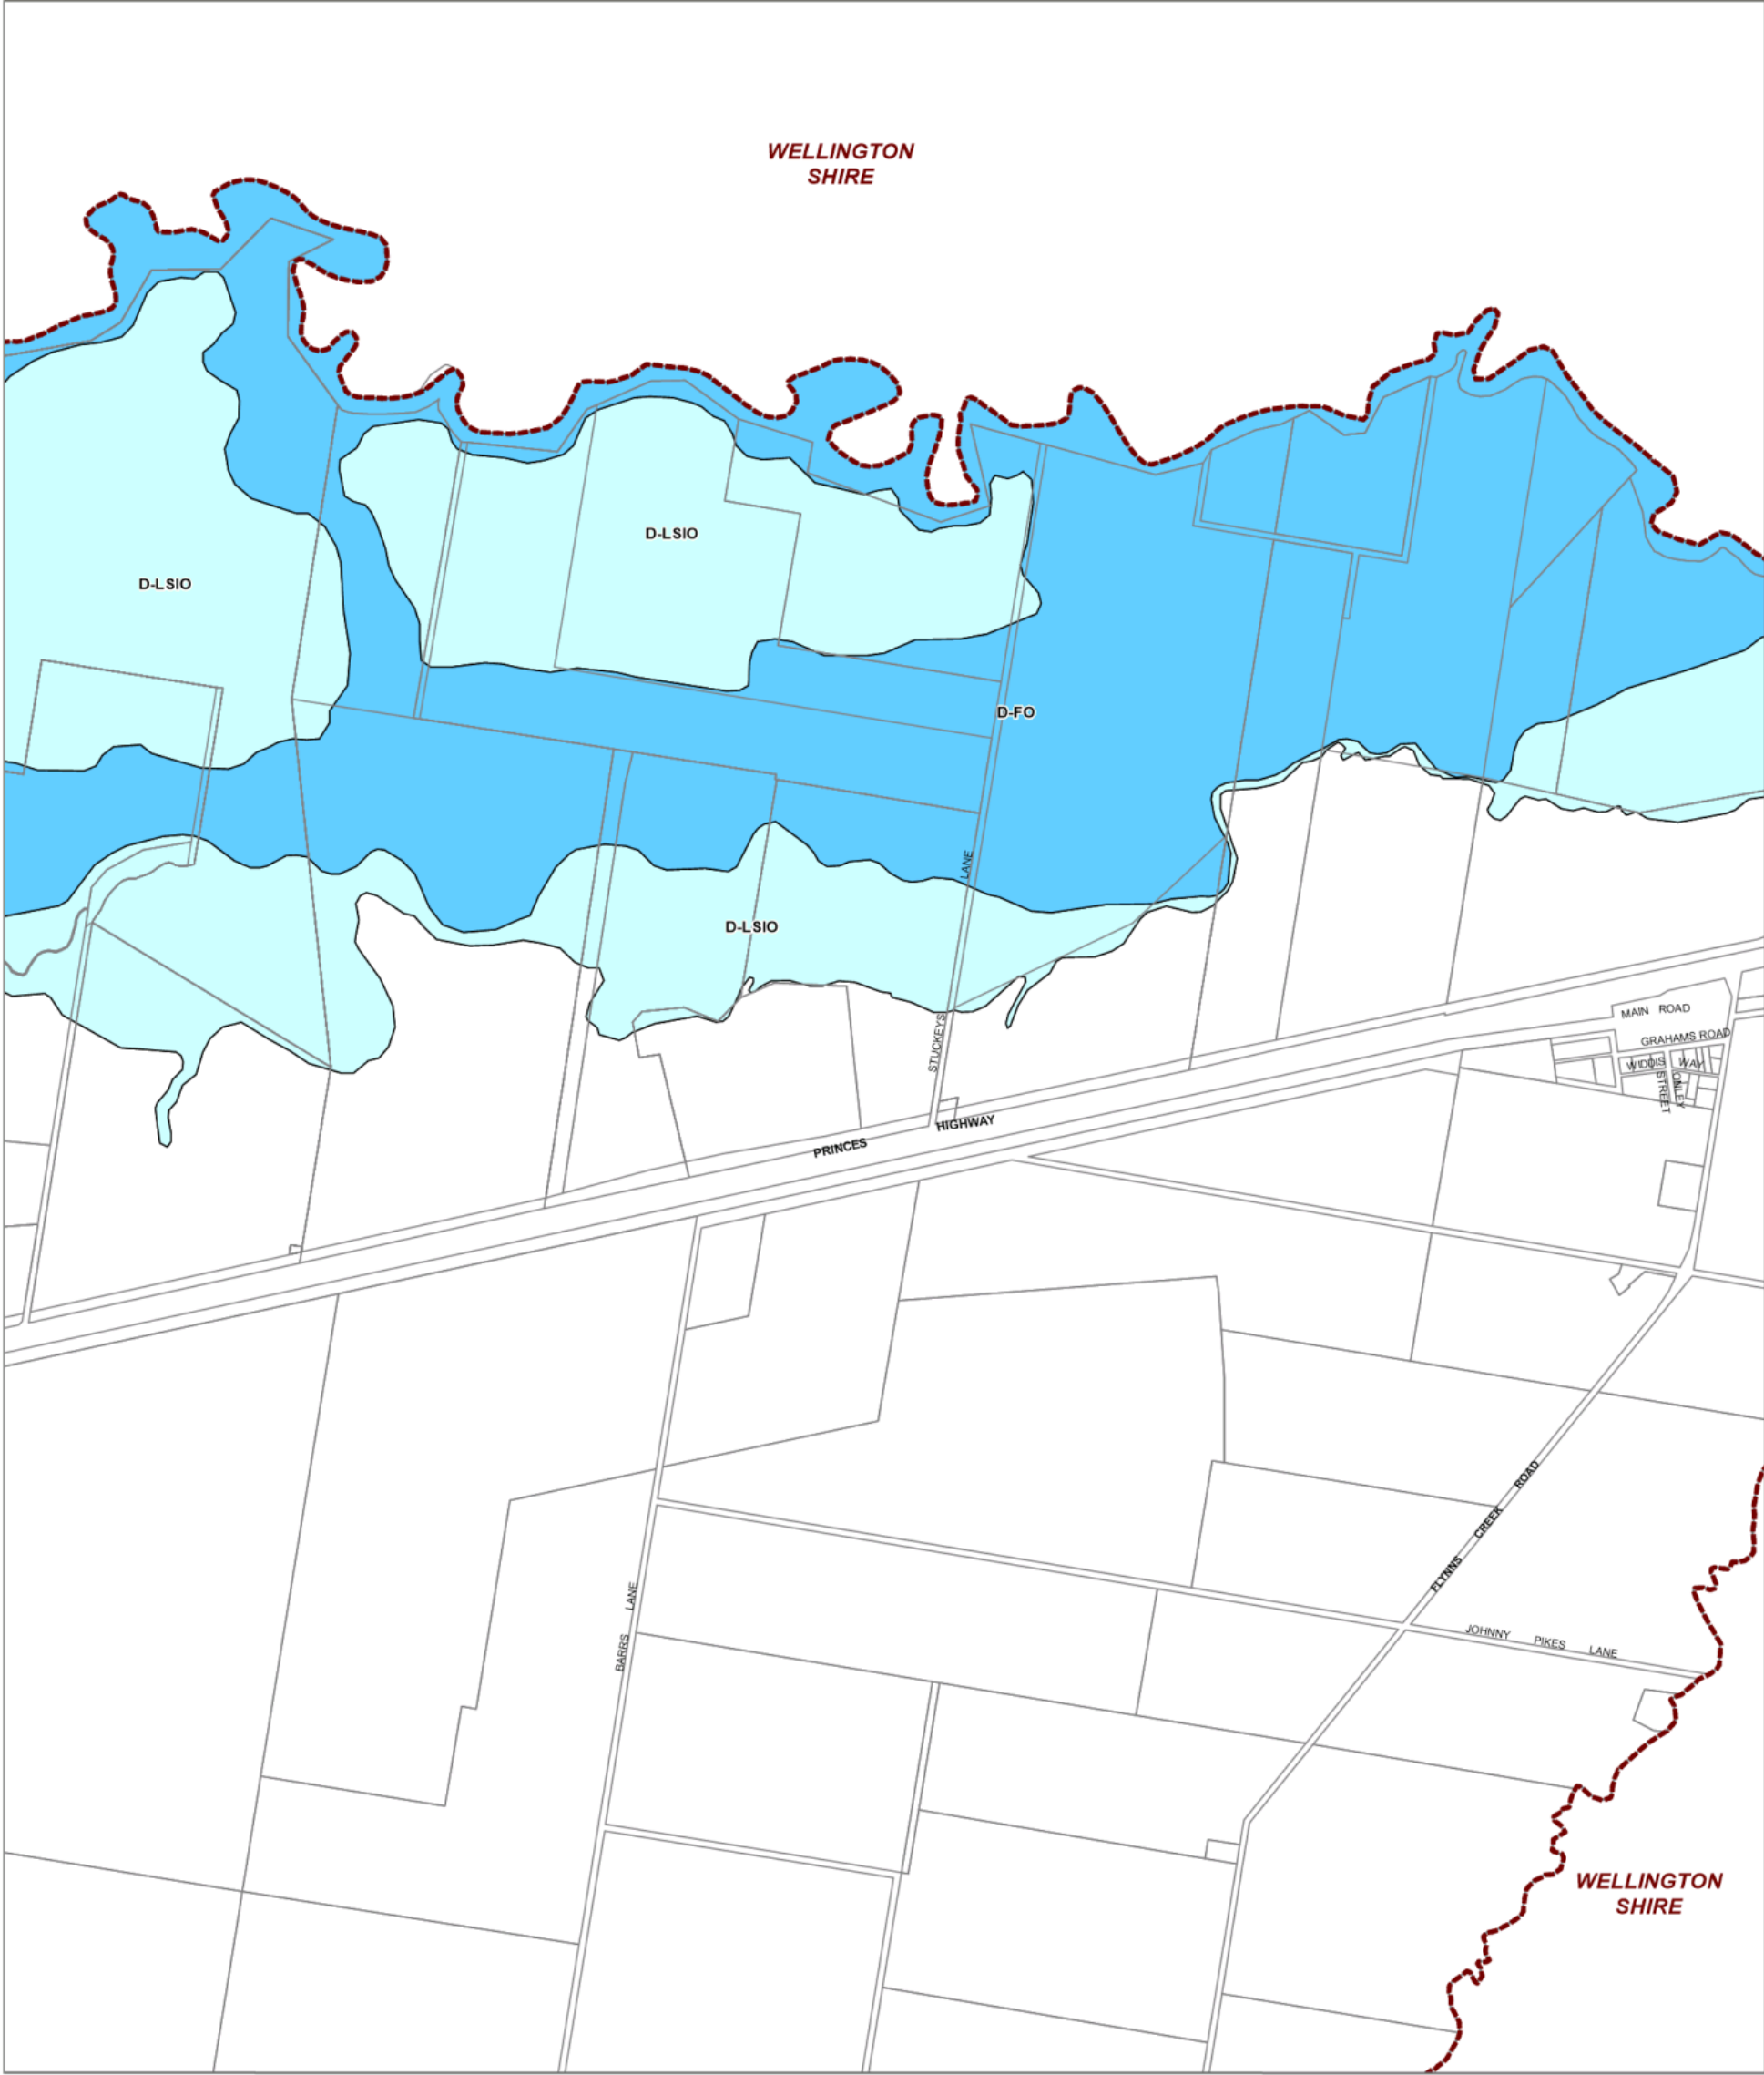 WELLINGTON
SHIRE
D-LSIO
D-LSIO
D-FO
LANE
D-LSIO
STUCKEYS
MAIN ROAD
GRAHAMS ROAD
WIDDIS WAY
ONLEY
STREET
PRINCES HIGHWAY
FLYNNS CREEK ROAD
BARRS LANE
JOHNNY PIKES LANE
WELLINGTON
SHIRE